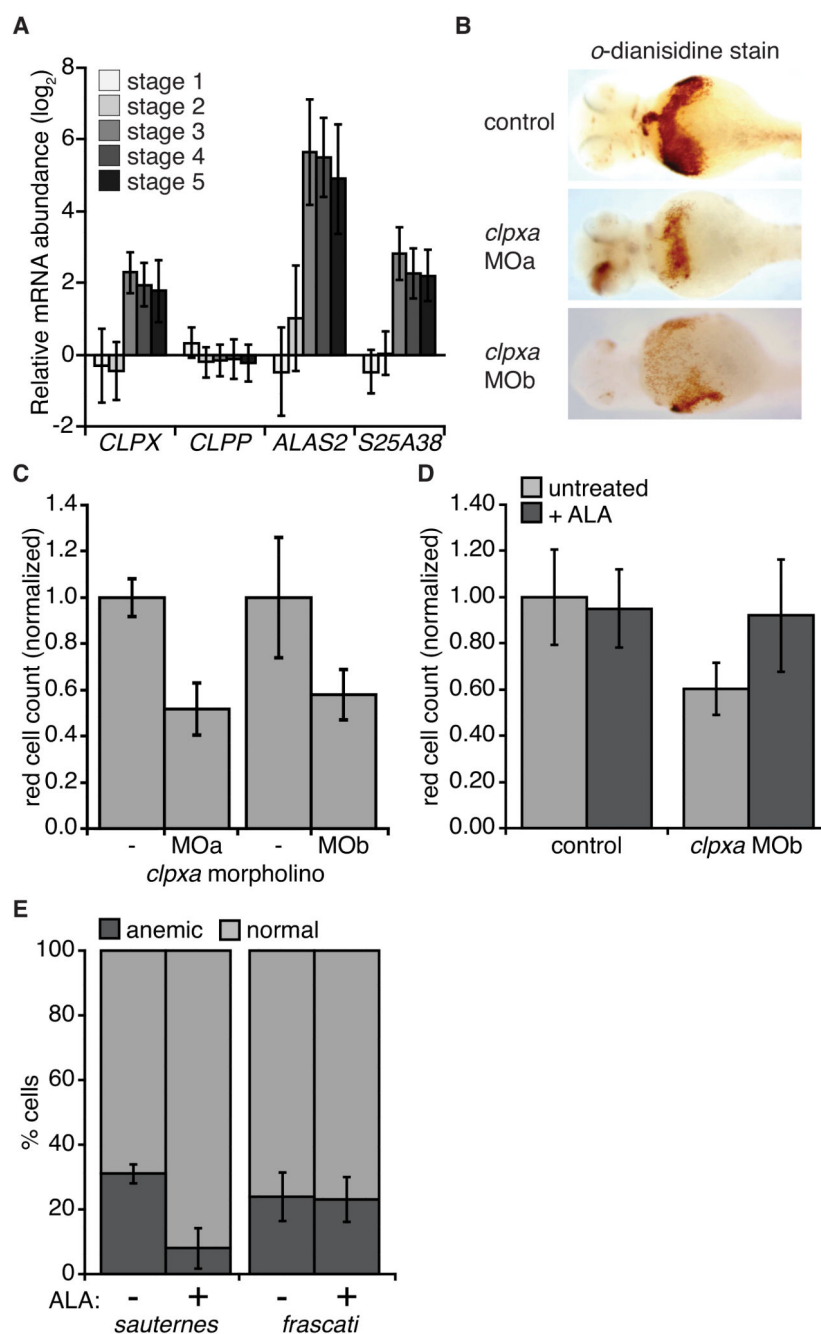 A
Relative mRNA abundance (log2)
8
6
4
2
0
-2
stage 1
stage 2
stage 3
stage 4
stage 5
CLPX
CLPP
ALAS2
S25A38
B
o-dianisidine stain
control
clpxa
MOa
clpxa
MOb
C
red cell count (normalized)
1.4
1.2
1.0
0.8
0.6
0.4
0.2
0.0
- MOa - MOb
clpxa morpholino
D
untreated
+ ALA
red cell count (normalized)
1.40
1.20
1.00
0.80
0.60
0.40
0.20
0.00
control
clpxa MOb
E
anemic
normal
% cells
100
80
60
40
20
0
ALA: - + - +
sauternes
frascati